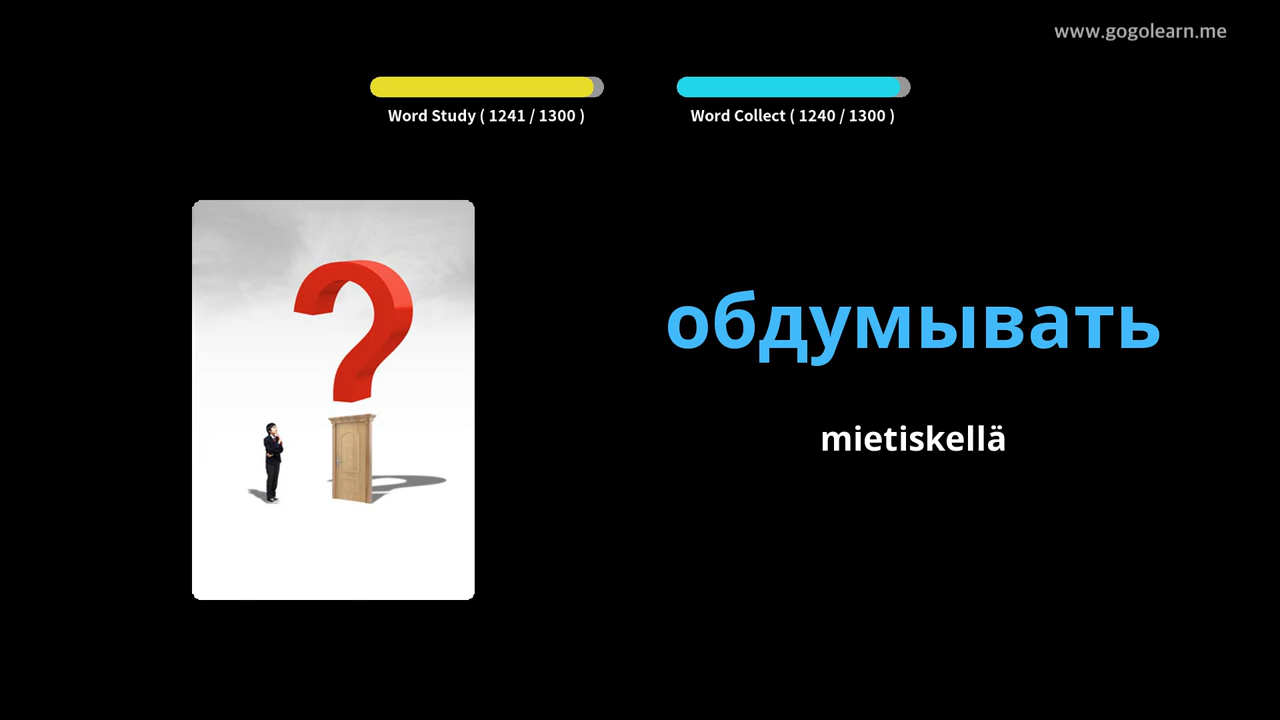 www.gogolearn.me
Word Study ( 1241 / 1300 )
Word Collect ( 1240 / 1300 )
обдумывать
mietiskellä